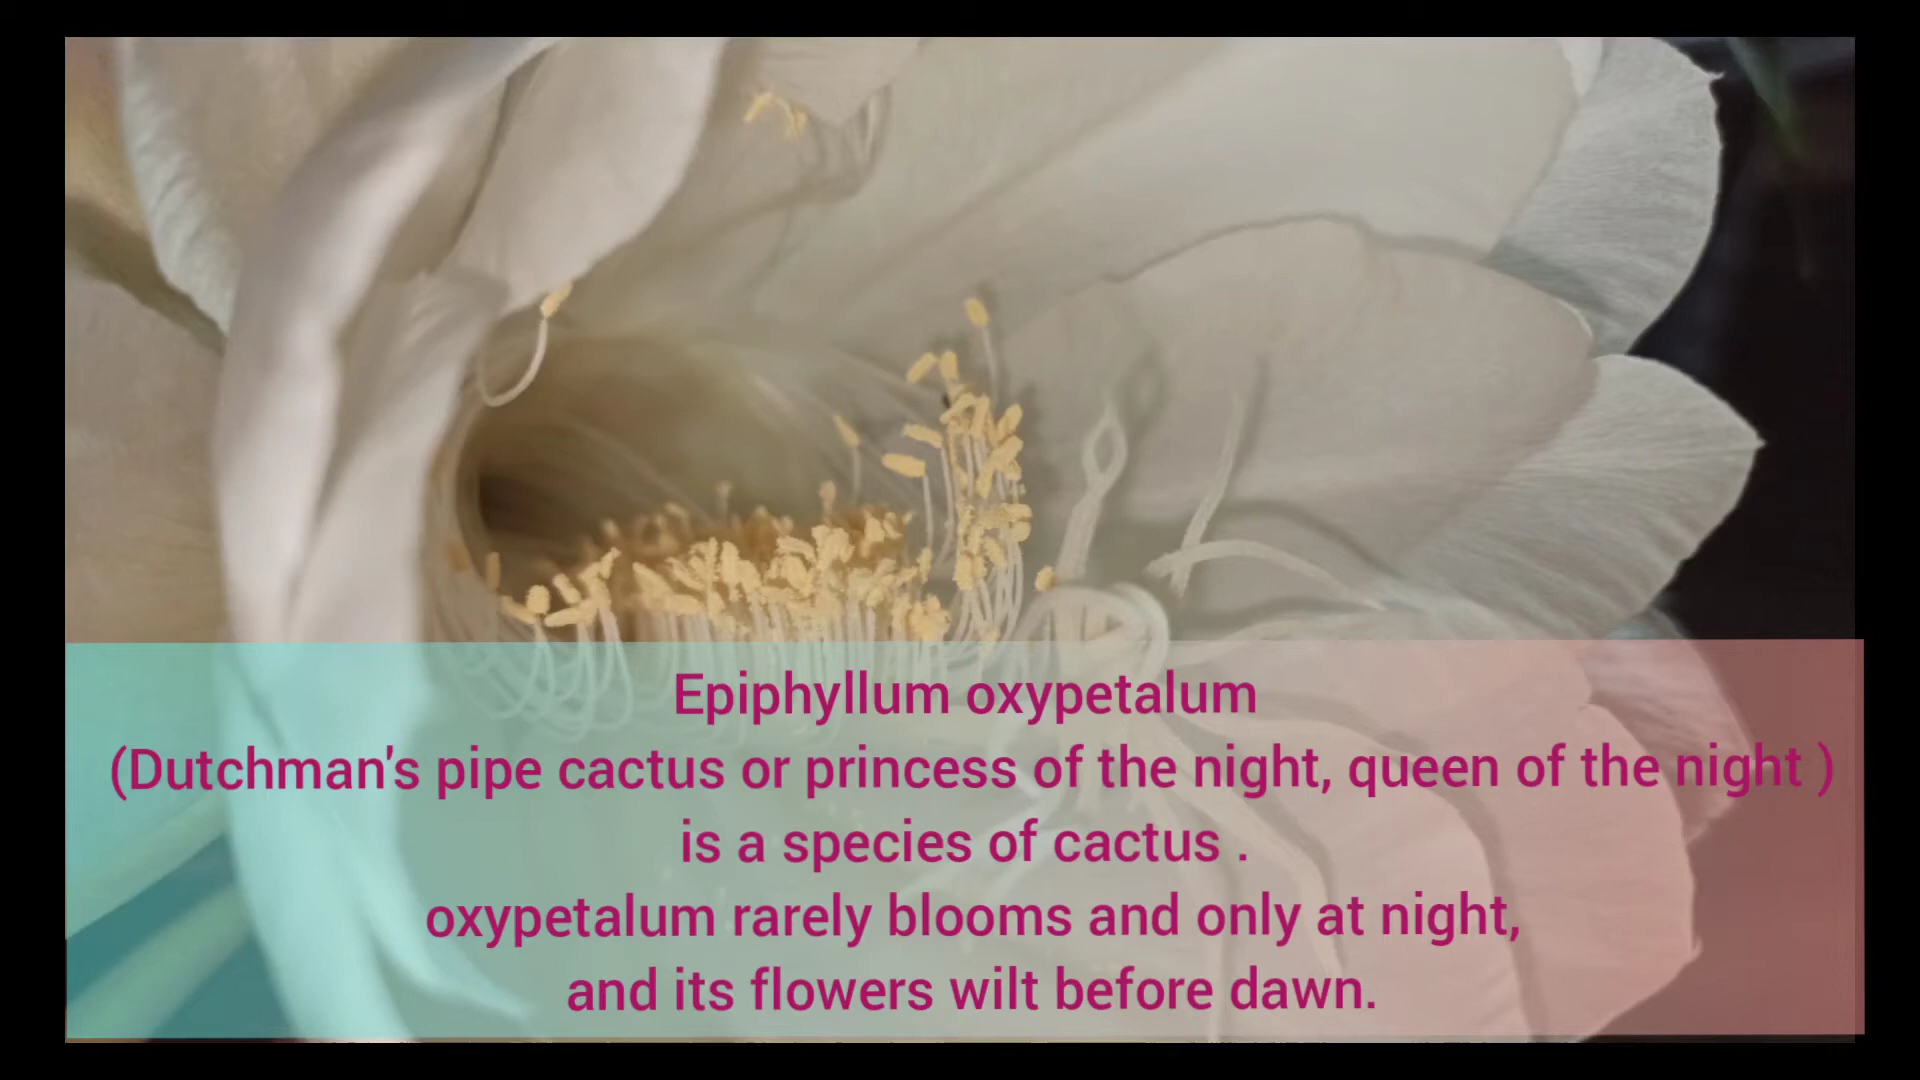 Epiphyllum oxypetalum
(Dutchman's pipe cactus or princess of the night, queen of the night )
is a species of cactus .
oxypetalum rarely blooms and only at night,
and its flowers wilt before dawn.